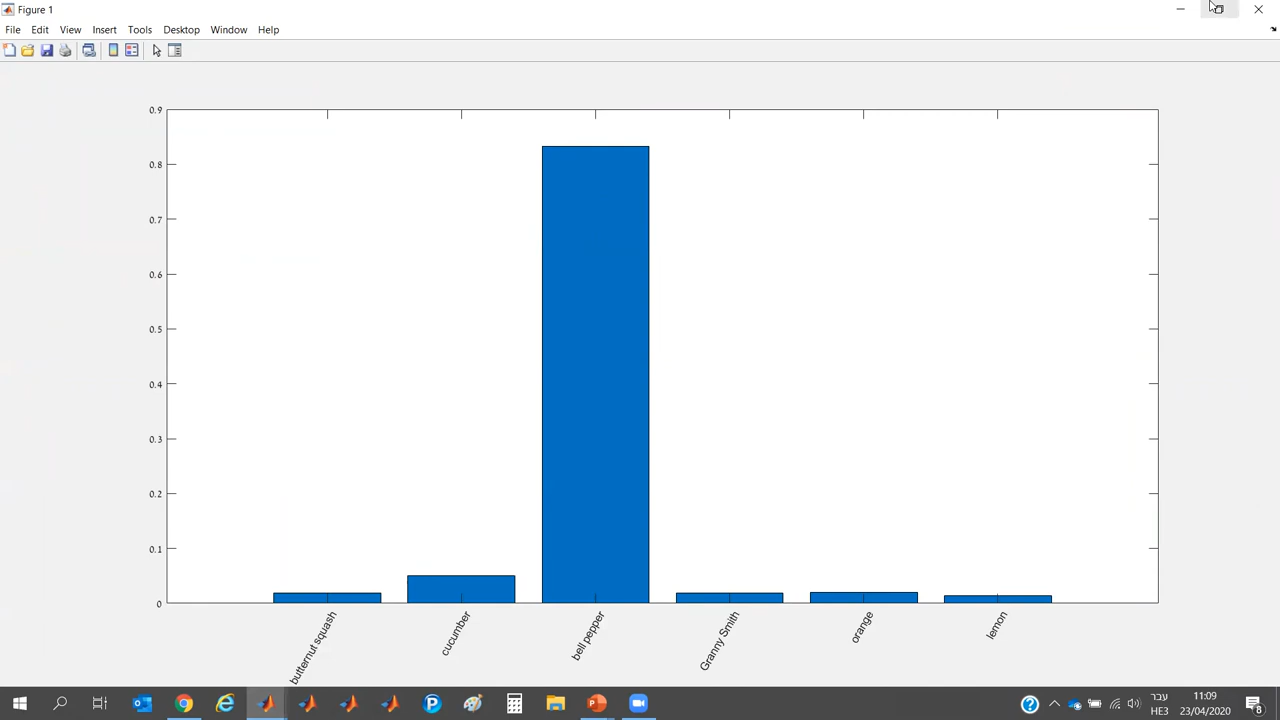 Figure 1
File Edit View Insert Tools Desktop Window Help
0.9
0.8
0.7
0.6
0.5
0.4
0.3
0.2
0.1
0
butternut squash
cucumber
bell pepper
Granny Smith
orange
lemon
עבר 11:09
HE3 23/04/2020 8